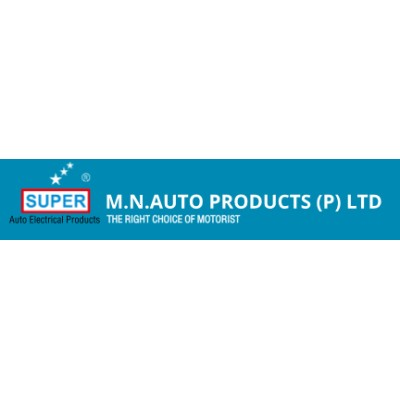 ®
SUPER
Auto Electrical Products
M.N.AUTO PRODUCTS (P) LTD
THE RIGHT CHOICE OF MOTORIST